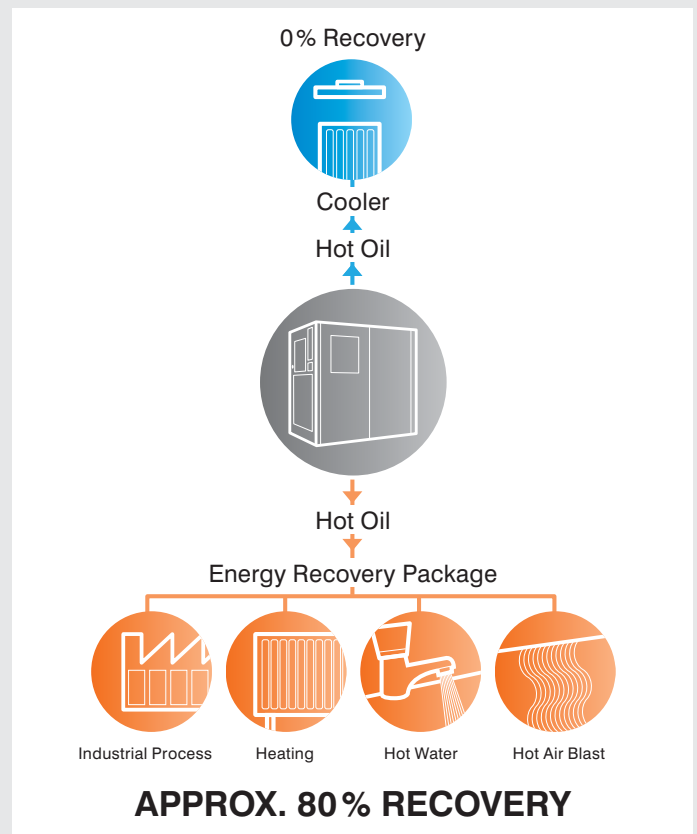 0% Recovery
Cooler
Hot Oil
Hot Oil
Energy Recovery Package
Industrial Process
Heating
Hot Water
Hot Air Blast
APPROX. 80% RECOVERY